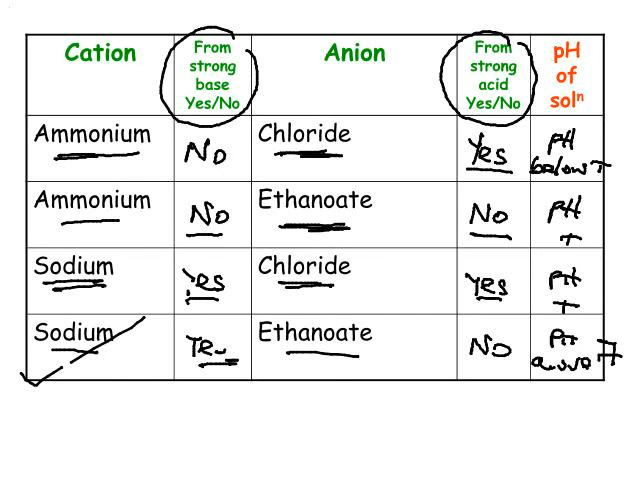 Cation
From
strong
base
Yes/No
Anion
From
strong
acid
Yes/No
pH
of
solⁿ
Ammonium
No
Chloride
Yes
pH
below 7
Ammonium
No
Ethanoate
No
pH
7
Sodium
Yes
Chloride
Yes
pH
7
Sodium
Yes
Ethanoate
No
pH
above 7